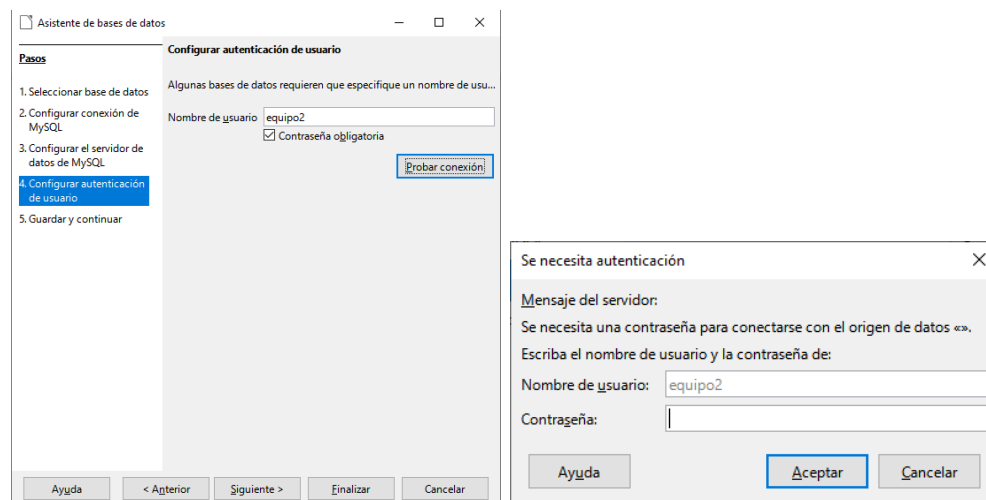 Asistente de bases de datos
Pasos
1. Seleccionar base de datos
2. Configurar conexión de
MySQL
3. Configurar el servidor de
datos de MySQL
4. Configurar autenticación
de usuario
5. Guardar y continuar
Configurar autenticación de usuario
Algunas bases de datos requieren que especifique un nombre de usu...
Nombre de usuario equipo2
Contraseña obligatoria
Probar conexión
Ayuda < Anterior Siguiente > Finalizar Cancelar
Se necesita autenticación
Mensaje del servidor:
Se necesita una contraseña para conectarse con el origen de datos «».
Escriba el nombre de usuario y la contraseña de:
Nombre de usuario: equipo2
Contraseña:
Ayuda Aceptar Cancelar